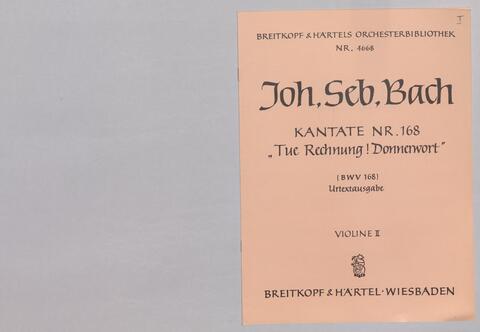 I
BREITKOPF & HÄRTELS ORCHESTERBIBLIOTHEK
NR. 4668
Joh. Seb. Bach
KANTATE NR. 168
„Tue Rechnung! Donnerwort"
(BWV 168)
Urtextausgabe
VIOLINE II
BREITKOPF & HÄRTEL · WIESBADEN